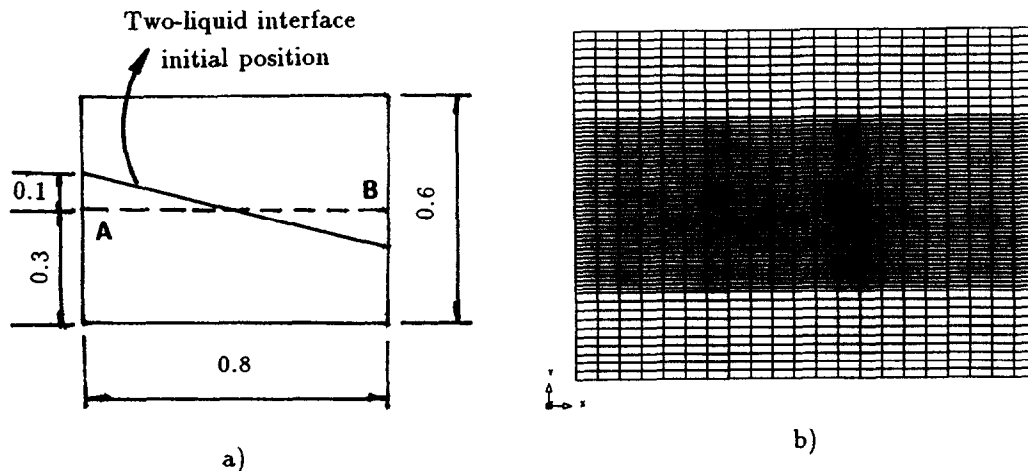 Two-liquid interface
initial position
0.1
A
B
0.3
0.6
0.8
a)
Y
X
b)